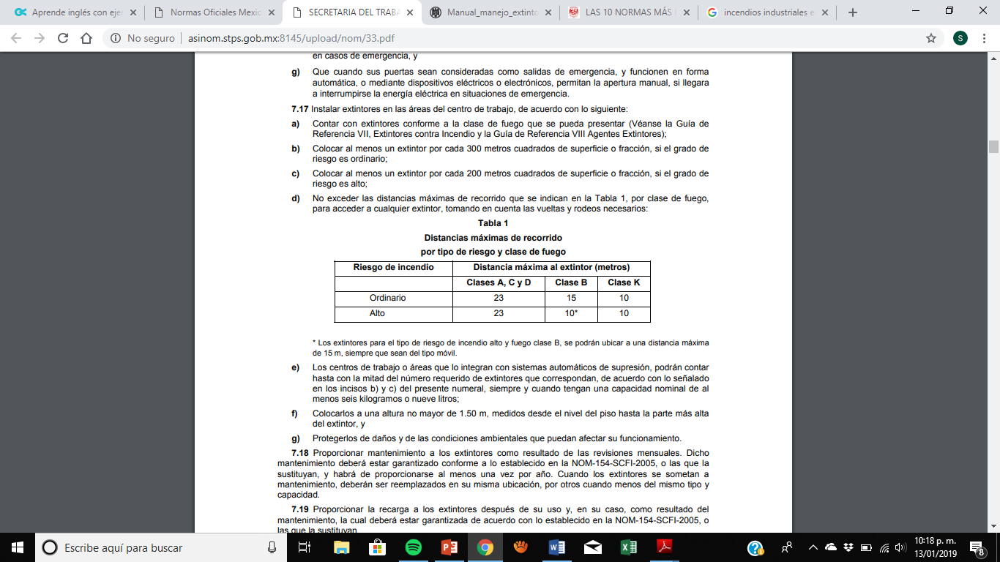 Aprende inglés con eje
Normas Oficiales Mexic
SECRETARIA DEL TRABA
Manual_manejo_extinto
LAS 10 NORMAS MÁS
incendios industriales e
No seguro
asinom.stps.gob.mx:8145/upload/nom/33.pdf
S
en casos de emergencia, y
g) Que cuando sus puertas sean consideradas como salidas de emergencia, y funcionen en forma
automática, o mediante dispositivos eléctricos o electrónicos, permitan la apertura manual, si llegara
a interrumpirse la energía eléctrica en situaciones de emergencia.
7.17 Instalar extintores en las áreas del centro de trabajo, de acuerdo con lo siguiente:
a) Contar con extintores conforme a la clase de fuego que se pueda presentar (Véanse la Guía de
Referencia VII, Extintores contra Incendio y la Guía de Referencia VIII Agentes Extintores);
b) Colocar al menos un extintor por cada 300 metros cuadrados de superficie o fracción, si el grado de
riesgo es ordinario;
c) Colocar al menos un extintor por cada 200 metros cuadrados de superficie o fracción, si el grado de
riesgo es alto;
d) No exceder las distancias máximas de recorrido que se indican en la Tabla 1, por clase de fuego,
para acceder a cualquier extintor, tomando en cuenta las vueltas y rodeos necesarios:
Tabla 1
Distancias máximas de recorrido
por tipo de riesgo y clase de fuego
Riesgo de incendio Distancia máxima al extintor (metros)
Clases A, C y D Clase B Clase K
Ordinario 23 15 10
Alto 23 10* 10
* Los extintores para el tipo de riesgo de incendio alto y fuego clase B, se podrán ubicar a una distancia máxima
de 15 m, siempre que sean del tipo móvil.
e) Los centros de trabajo o áreas que lo integran con sistemas automáticos de supresión, podrán contar
hasta con la mitad del número requerido de extintores que correspondan, de acuerdo con lo señalado
en los incisos b) y c) del presente numeral, siempre y cuando tengan una capacidad nominal de al
menos seis kilogramos o nueve litros;
f) Colocarlos a una altura no mayor de 1.50 m, medidos desde el nivel del piso hasta la parte más alta
del extintor, y
g) Protegerlos de daños y de las condiciones ambientales que puedan afectar su funcionamiento.
7.18 Proporcionar mantenimiento a los extintores como resultado de las revisiones mensuales. Dicho
mantenimiento deberá estar garantizado conforme a lo establecido en la NOM-154-SCFI-2005, o las que la
sustituyan, y habrá de proporcionarse al menos una vez por año. Cuando los extintores se sometan a
mantenimiento, deberán ser reemplazados en su misma ubicación, por otros cuando menos del mismo tipo y
capacidad.
7.19 Proporcionar la recarga a los extintores después de su uso y, en su caso, como resultado del
mantenimiento, la cual deberá estar garantizada de acuerdo con lo establecido en la NOM-154-SCFI-2005, o
las que la sustituyan
Escribe aquí para buscar
10:18 p. m.
13/01/2019
8